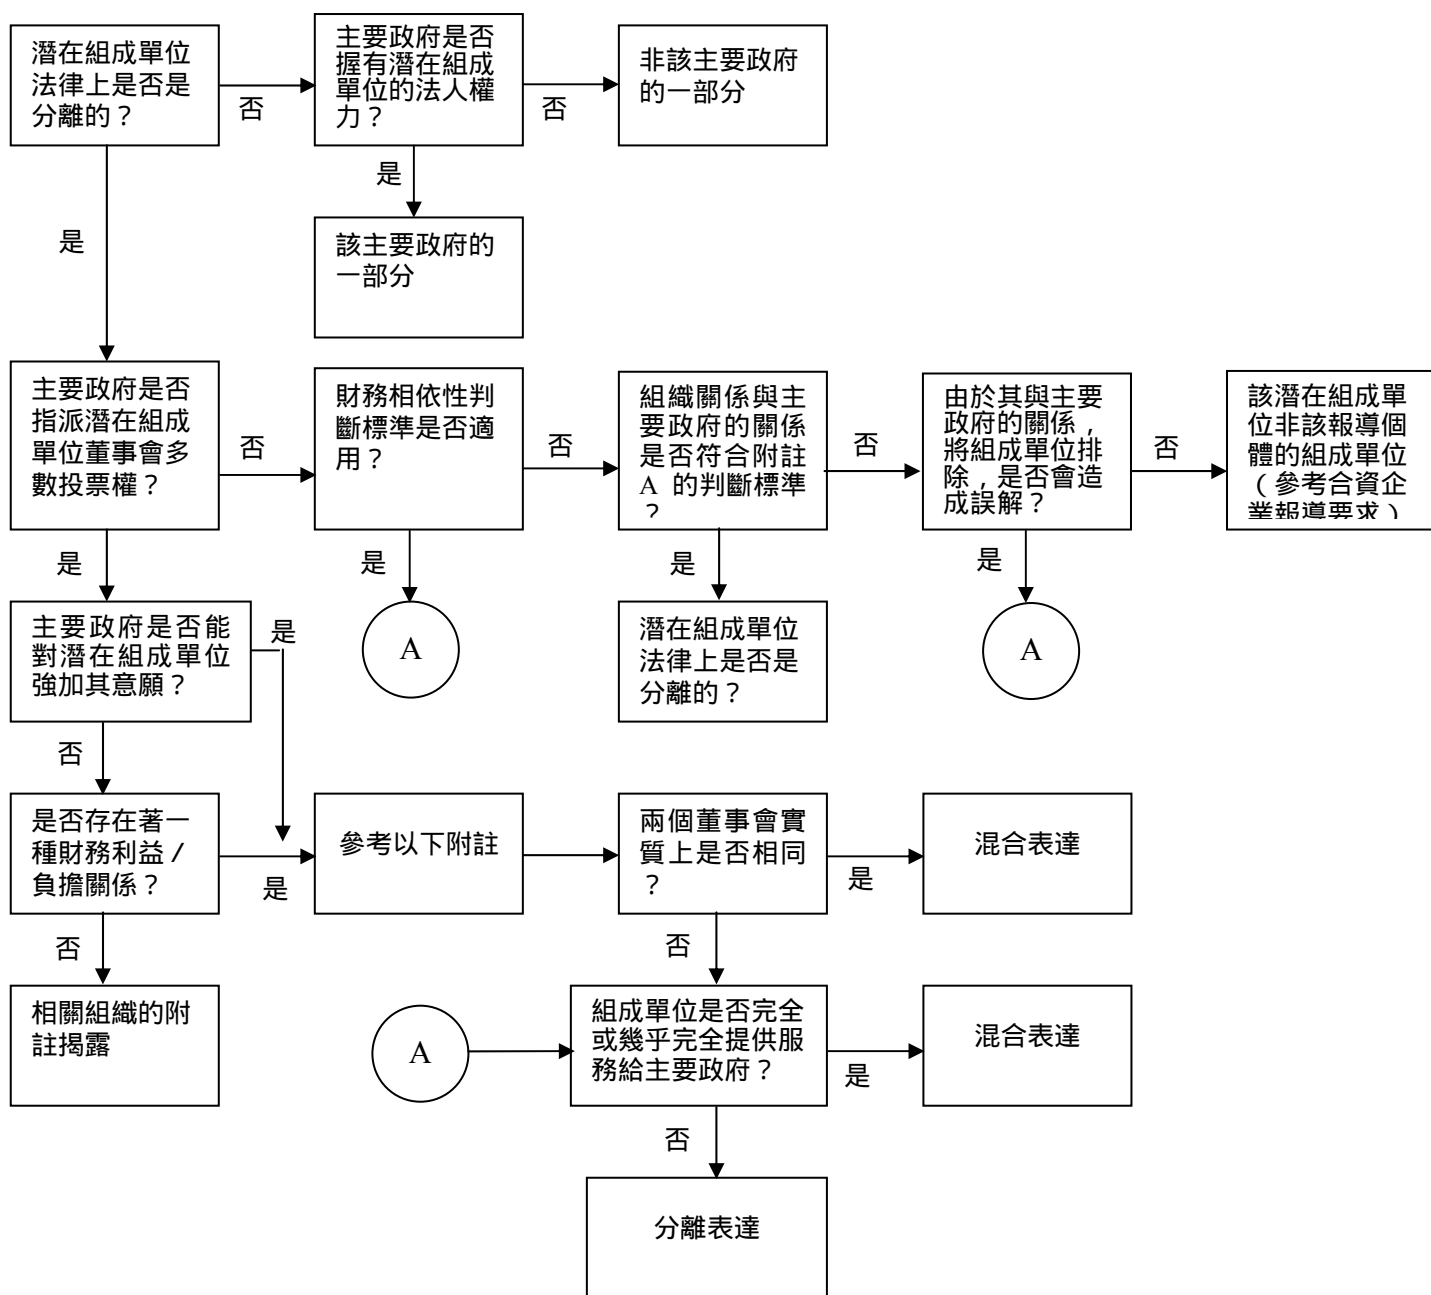 潛在組成單位
法律上是否是
分離的？
否
主要政府是否
握有潛在組成
單位的法人權
力？
否
非該主要政府
的一部分
是
是
該主要政府的
一部分
主要政府是否
指派潛在組成
單位董事會多
數投票權？
否
財務相依性判
斷標準是否適
用？
否
組織關係與主
要政府的關係
是否符合附註
A 的判斷標準
？
否
由於其與主要
政府的關係，
將組成單位排
除，是否會造
成誤解？
否
該潛在組成單
位非該報導個
體的組成單位
（參考合資企
業報導要求）
是
是
是
是
主要政府是否能
對潛在組成單位
強加其意願？
是
A
潛在組成單位
法律上是否是
分離的？
A
否
是否存在著一
種財務利益／
負擔關係？
是
參考以下附註
兩個董事會實
質上是否相同
？
是
混合表達
否
否
相關組織的附
註揭露
A
組成單位是否完全
或幾乎完全提供服
務給主要政府？
是
混合表達
否
分離表達